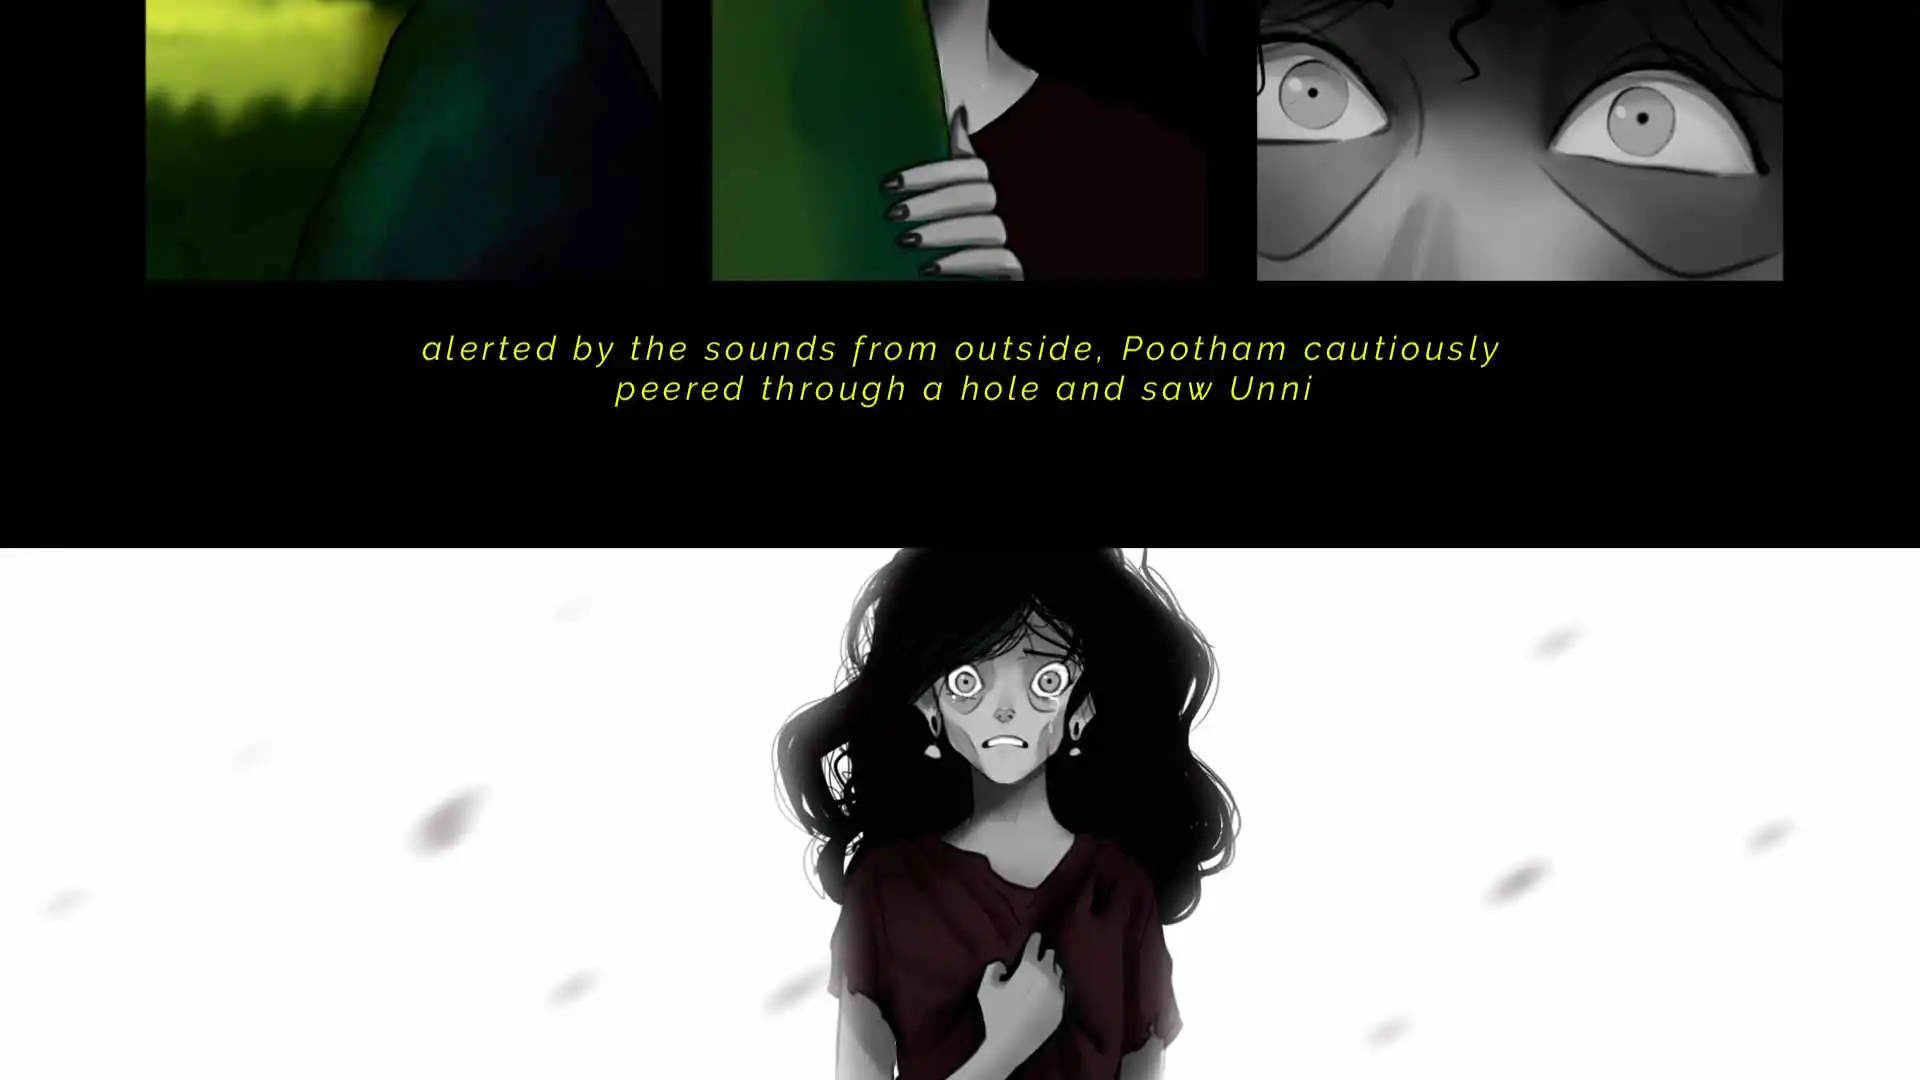 alerted by the sounds from outside, Pootham cautiously
peered through a hole and saw Unni